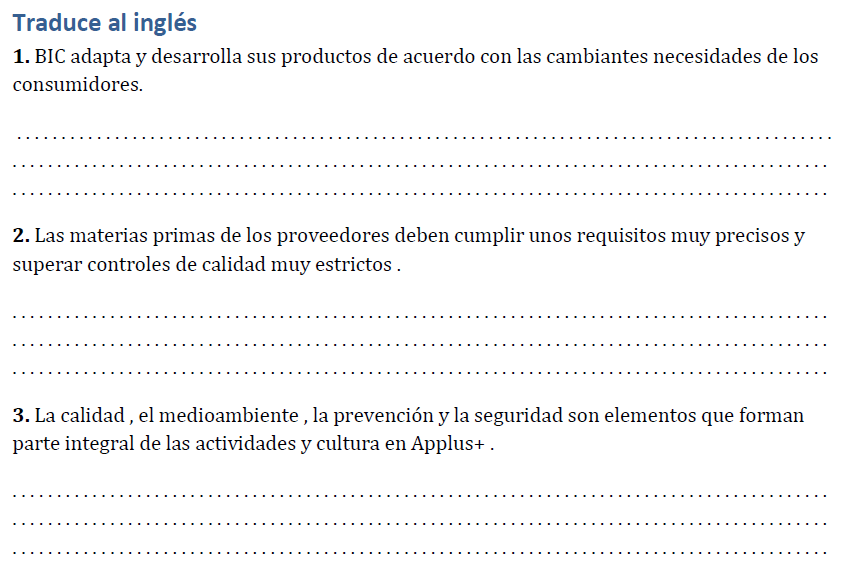 Traduce al inglés
1. BIC adapta y desarrolla sus productos de acuerdo con las cambiantes necesidades de los
consumidores.
. . . . . . . . . . . . . . . . . . . . . . . . . . . . . . . . . . . . . . . . . . . . . . . . . . . . . . . . . . . . . . . . . . . . . . . . . . . . . . . . . . . . . . . . . . .
. . . . . . . . . . . . . . . . . . . . . . . . . . . . . . . . . . . . . . . . . . . . . . . . . . . . . . . . . . . . . . . . . . . . . . . . . . . . . . . . . . . . . . . . . . .
. . . . . . . . . . . . . . . . . . . . . . . . . . . . . . . . . . . . . . . . . . . . . . . . . . . . . . . . . . . . . . . . . . . . . . . . . . . . . . . . . . . . . . . . . . .
2. Las materias primas de los proveedores deben cumplir unos requisitos muy precisos y
superar controles de calidad muy estrictos .
. . . . . . . . . . . . . . . . . . . . . . . . . . . . . . . . . . . . . . . . . . . . . . . . . . . . . . . . . . . . . . . . . . . . . . . . . . . . . . . . . . . . . . . . . . .
. . . . . . . . . . . . . . . . . . . . . . . . . . . . . . . . . . . . . . . . . . . . . . . . . . . . . . . . . . . . . . . . . . . . . . . . . . . . . . . . . . . . . . . . . . .
. . . . . . . . . . . . . . . . . . . . . . . . . . . . . . . . . . . . . . . . . . . . . . . . . . . . . . . . . . . . . . . . . . . . . . . . . . . . . . . . . . . . . . . . . . .
3. La calidad , el medioambiente , la prevención y la seguridad son elementos que forman
parte integral de las actividades y cultura en Applus+ .
. . . . . . . . . . . . . . . . . . . . . . . . . . . . . . . . . . . . . . . . . . . . . . . . . . . . . . . . . . . . . . . . . . . . . . . . . . . . . . . . . . . . . . . . . . .
. . . . . . . . . . . . . . . . . . . . . . . . . . . . . . . . . . . . . . . . . . . . . . . . . . . . . . . . . . . . . . . . . . . . . . . . . . . . . . . . . . . . . . . . . . .
. . . . . . . . . . . . . . . . . . . . . . . . . . . . . . . . . . . . . . . . . . . . . . . . . . . . . . . . . . . . . . . . . . . . . . . . . . . . . . . . . . . . . . . . . . .